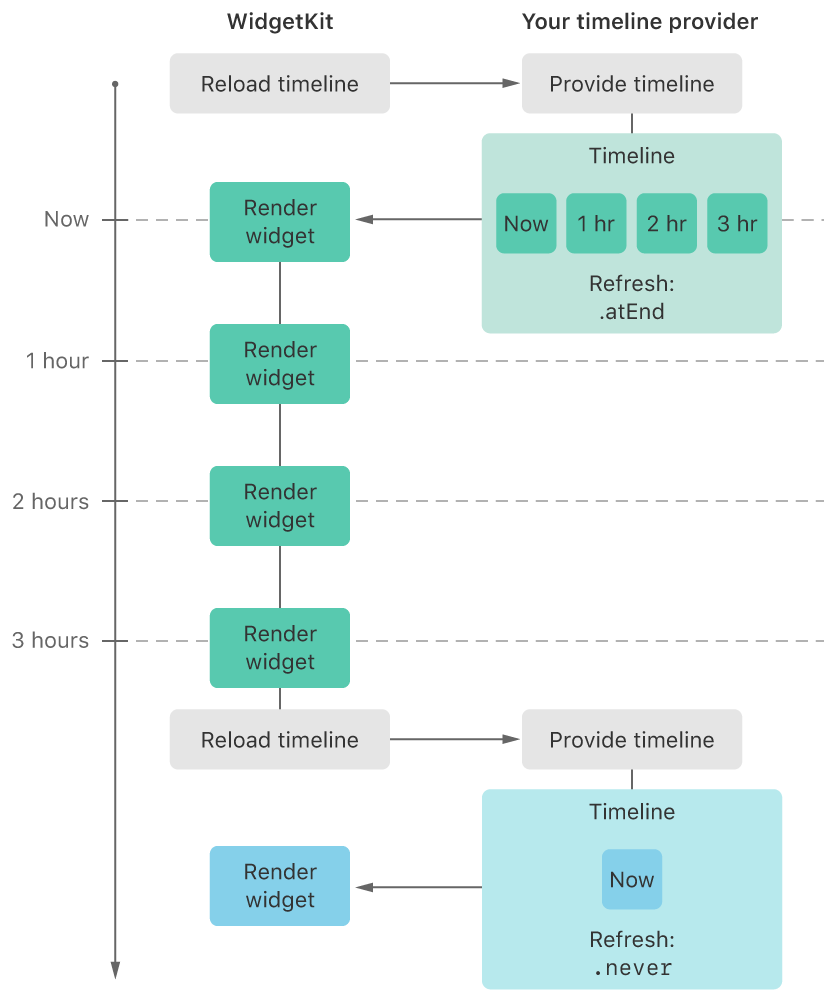 WidgetKit
Your timeline provider
Reload timeline
Provide timeline
Timeline
Now
Render
widget
Now
1 hr
2 hr
3 hr
Refresh:
.atEnd
1 hour
Render
widget
2 hours
Render
widget
3 hours
Render
widget
Reload timeline
Provide timeline
Timeline
Render
widget
Now
Refresh:
.never